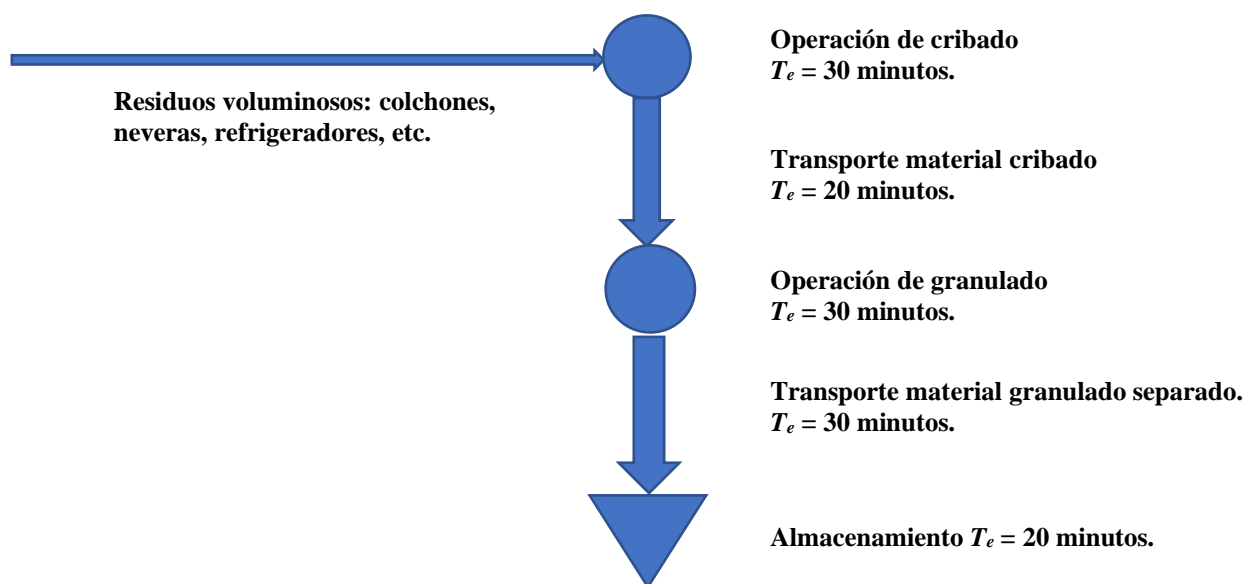 Operación de cribado
Te = 30 minutos.
Residuos voluminosos: colchones,
neveras, refrigeradores, etc.
Transporte material cribado
Te = 20 minutos.
Operación de granulado
Te = 30 minutos.
Transporte material granulado separado.
Te = 30 minutos.
Almacenamiento Te = 20 minutos.